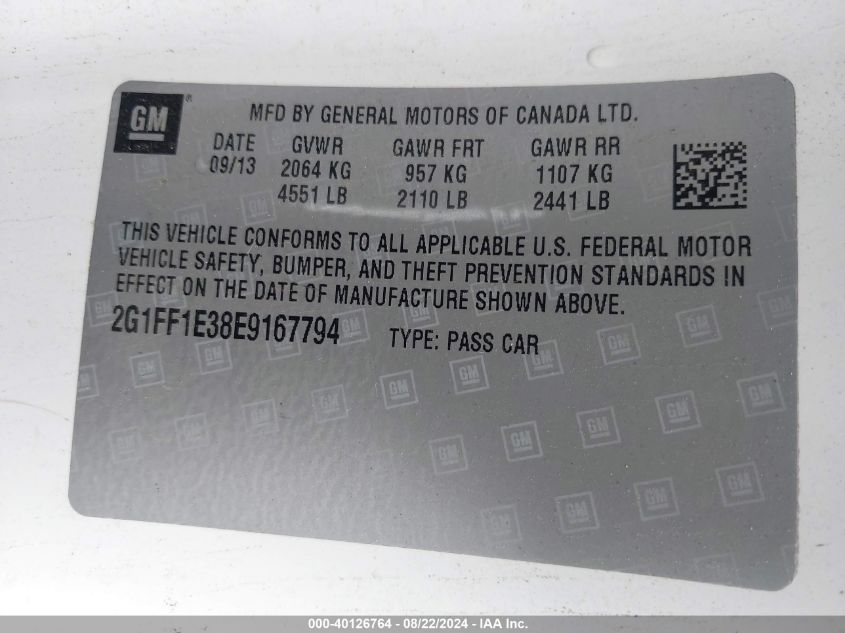 GM ®
MFD BY GENERAL MOTORS OF CANADA LTD.
DATE GVWR GAWR FRT GAWR RR
09/13 2064 KG 957 KG 1107 KG
4551 LB 2110 LB 2441 LB
THIS VEHICLE CONFORMS TO ALL APPLICABLE U.S. FEDERAL MOTOR
VEHICLE SAFETY, BUMPER, AND THEFT PREVENTION STANDARDS IN
EFFECT ON THE DATE OF MANUFACTURE SHOWN ABOVE.
2G1FF1E38E9167794 TYPE: PASS CAR
000-40126764 - 08/22/2024 - IAA Inc.